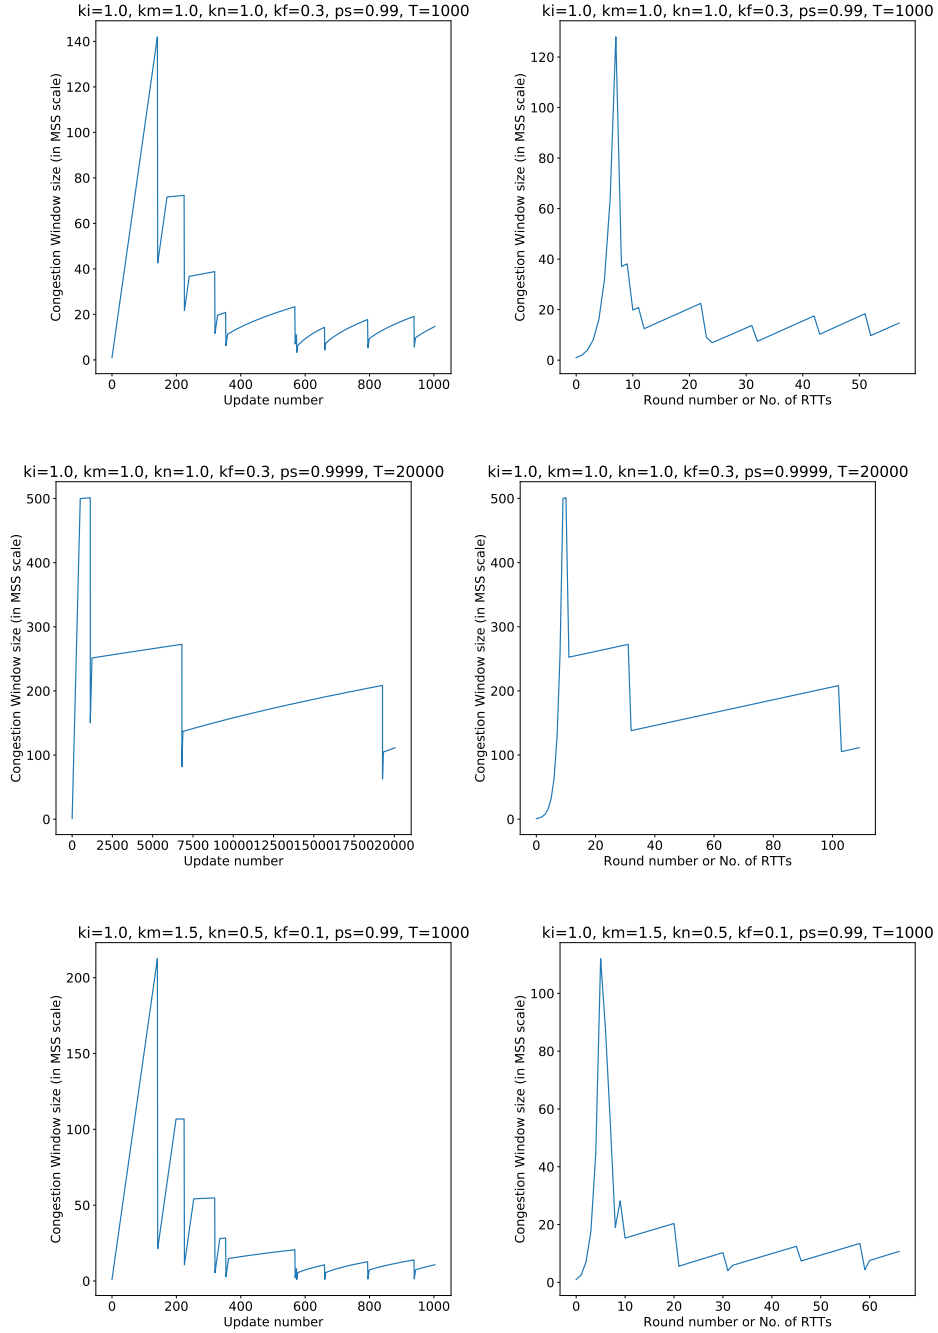 ki=1.0, km=1.0, kn=1.0, kf=0.3, ps=0.99, T=1000
Congestion Window size (in MSS scale)
140
120
100
80
60
40
20
0
0 200 400 600 800 1000
Update number
ki=1.0, km=1.0, kn=1.0, kf=0.3, ps=0.99, T=1000
Congestion Window size (in MSS scale)
120
100
80
60
40
20
0
0 10 20 30 40 50
Round number or No. of RTTs
ki=1.0, km=1.0, kn=1.0, kf=0.3, ps=0.9999, T=20000
Congestion Window size (in MSS scale)
500
400
300
200
100
0
0 2500 5000 7500 10000 12500 15000 17500 20000
Update number
ki=1.0, km=1.0, kn=1.0, kf=0.3, ps=0.9999, T=20000
Congestion Window size (in MSS scale)
500
400
300
200
100
0
0 20 40 60 80 100
Round number or No. of RTTs
ki=1.0, km=1.5, kn=0.5, kf=0.1, ps=0.99, T=1000
Congestion Window size (in MSS scale)
200
150
100
50
0
0 200 400 600 800 1000
Update number
ki=1.0, km=1.5, kn=0.5, kf=0.1, ps=0.99, T=1000
Congestion Window size (in MSS scale)
100
80
60
40
20
0
0 10 20 30 40 50 60
Round number or No. of RTTs